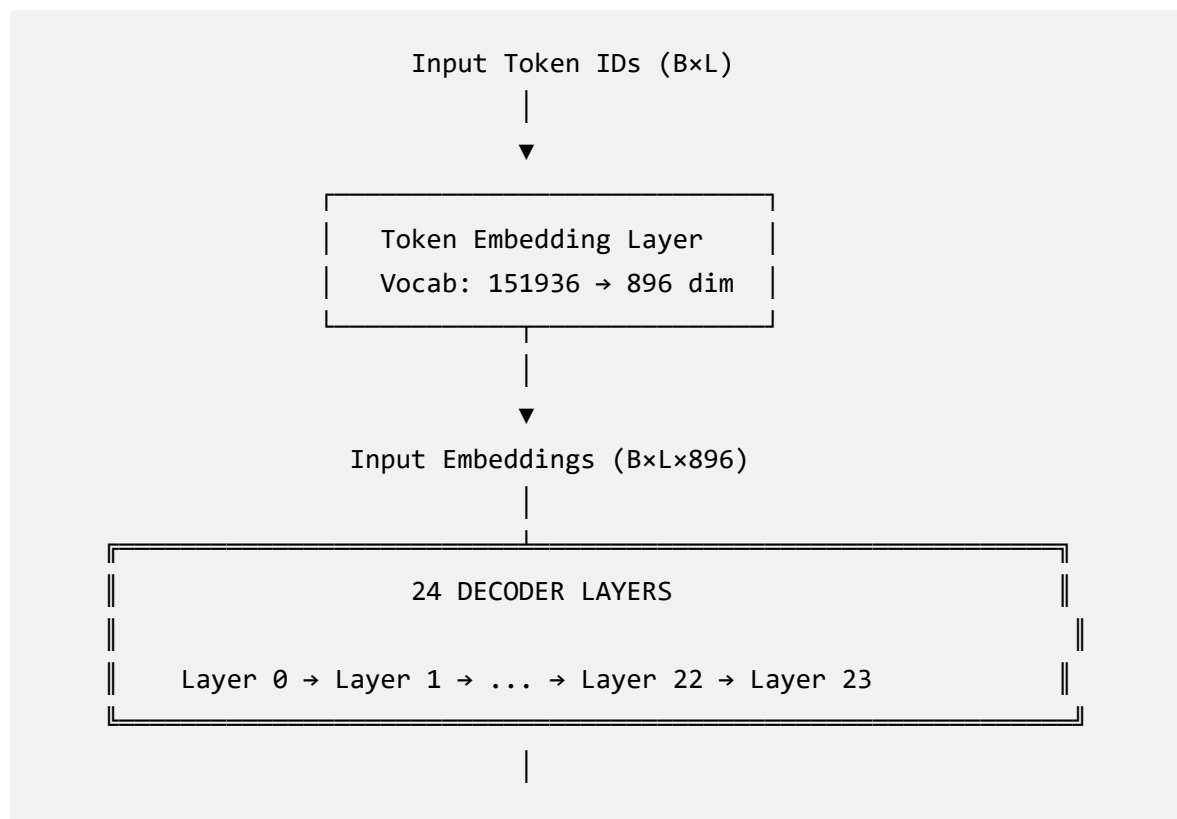 Input Token IDs (B×L)
Token Embedding Layer
Vocab: 151936 → 896 dim
Input Embeddings (B×L×896)
24 DECODER LAYERS
Layer 0 → Layer 1 → ... → Layer 22 → Layer 23